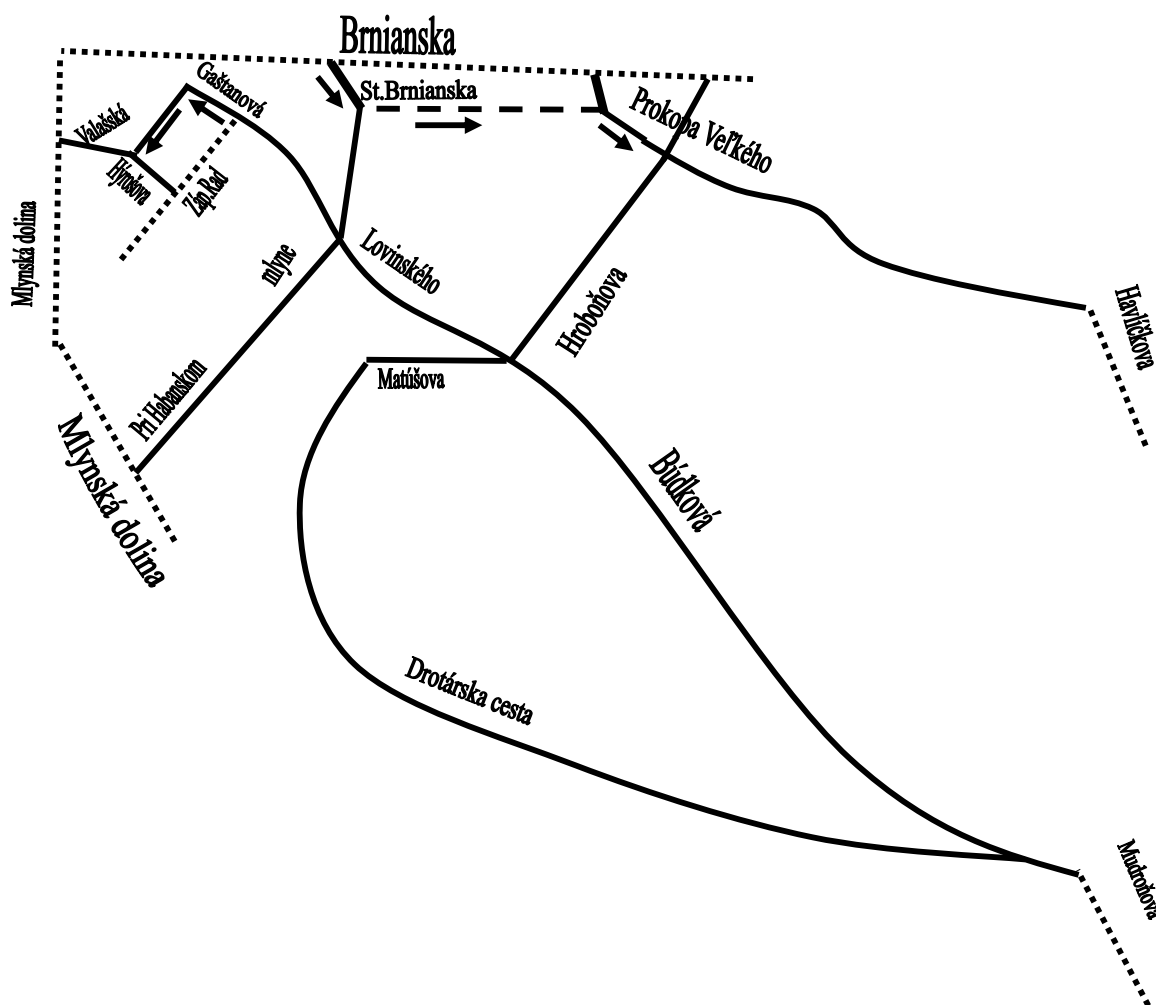 Brnianska
Gaštanová
St.Brnianska
Prokopa Veľkého
Valašská
Hýrošova
Záp.Rad
Mlynská dolina
mlyne
Lovinského
Hroboňova
Havlíčkova
Matúšova
Pri Habanskom
Mlynská dolina
Búdková
Drotárska cesta
Mudroňova